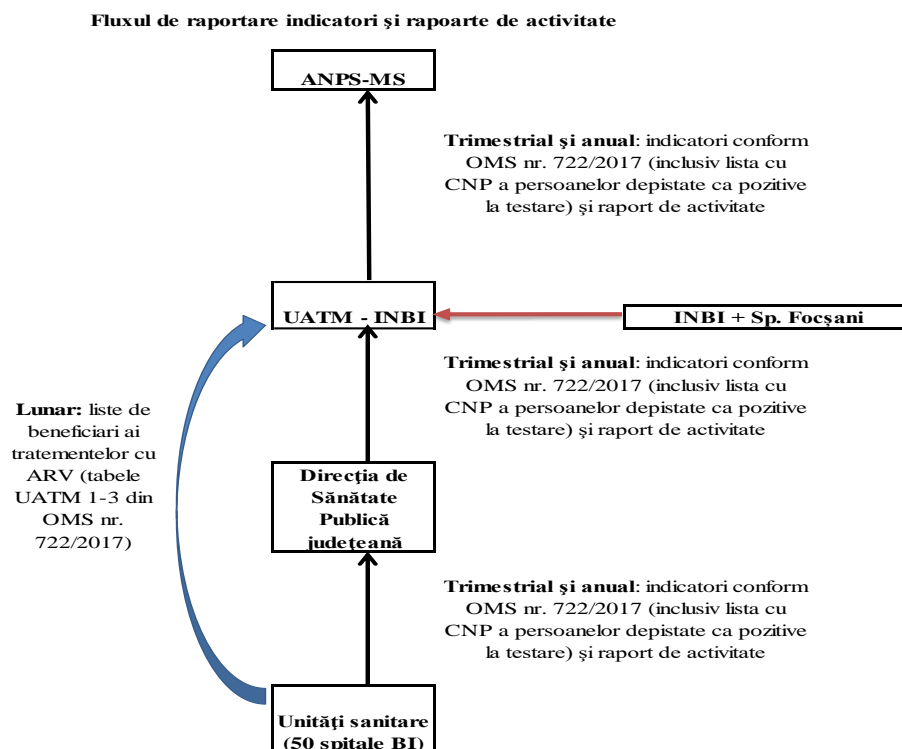 Fluxul de raportare indicatori şi rapoarte de activitate
ANPS-MS
Trimestrial şi anual: indicatori conform
OMS nr. 722/2017 (inclusiv lista cu
CNP a persoanelor depistate ca pozitive
la testare) şi raport de activitate
UATM - INBI
INBI + Sp. Focșani
Trimestrial şi anual: indicatori conform
OMS nr. 722/2017 (inclusiv lista cu
CNP a persoanelor depistate ca pozitive
la testare) şi raport de activitate
Lunar: liste de
beneficiari ai
tratementelor cu
ARV (tabele
UATM 1-3 din
OMS nr.
722/2017)
Direcţia de
Sănătate
Publică
judeţeană
Trimestrial şi anual: indicatori conform
OMS nr. 722/2017 (inclusiv lista cu
CNP a persoanelor depistate ca pozitive
la testare) şi raport de activitate
Unităţi sanitare
(50 spitale BI)